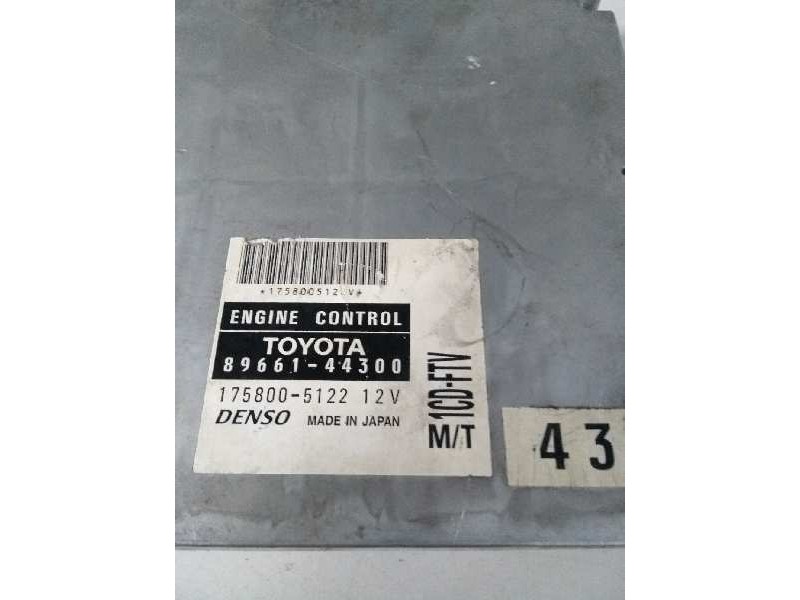 ENGINE CONTROL
TOYOTA
89661-44300
175800-5122 12V
DENSO MADE IN JAPAN
1CD-FTV
M/T
43